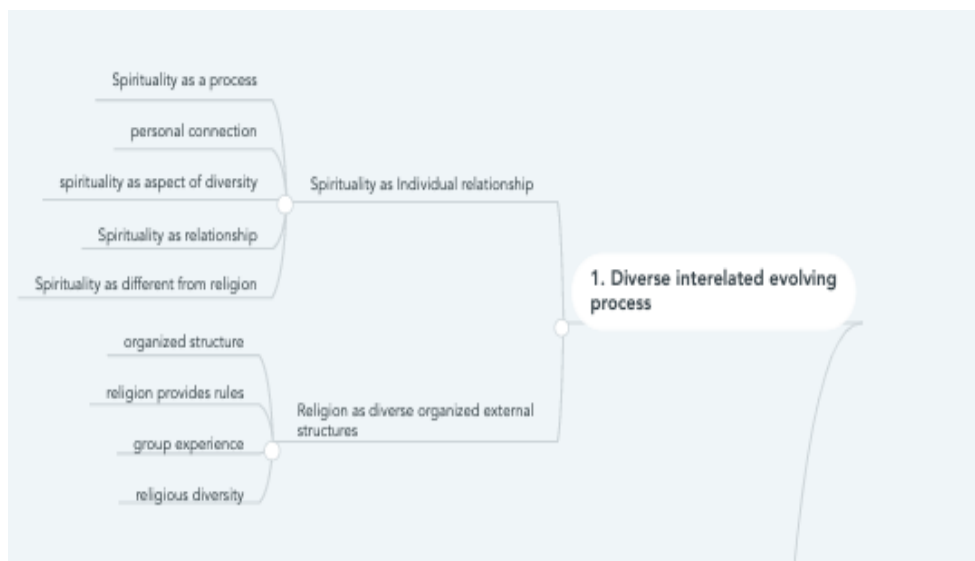 Spirituality as a process
personal connection
spirituality as aspect of diversity
Spirituality as relationship
Spirituality as different from religion
Spirituality as Individual relationship
organized structure
religion provides rules
group experience
religious diversity
Religion as diverse organized external
structures
1. Diverse interelated evolving
process